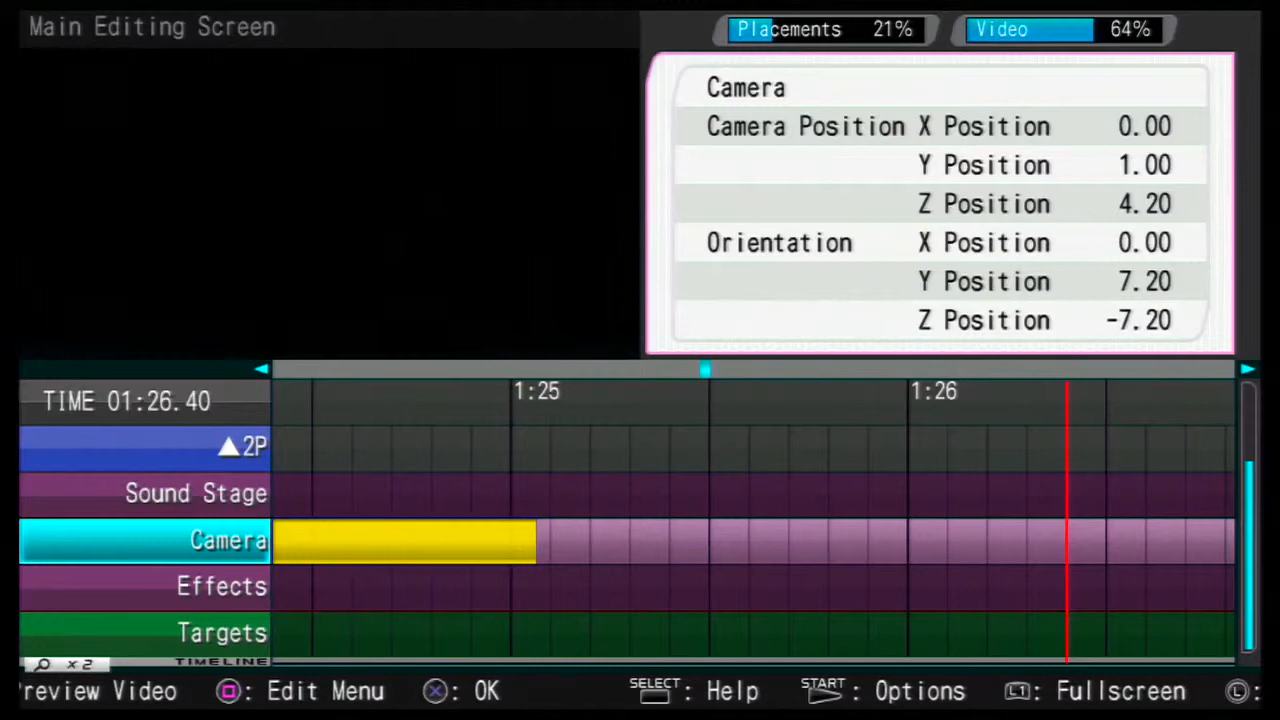 Main Editing Screen
Placements 21%
Video 64%
Camera
Camera Position X Position 0.00
Y Position 1.00
Z Position 4.20
Orientation X Position 0.00
Y Position 7.20
Z Position -7.20
TIME 01:26.40
1:25
1:26
▲2P
Sound Stage
Camera
Effects
Targets
×2
TIMELINE
review Video
: Edit Menu
: OK
SELECT : Help
START : Options
L1 : Fullscreen
L :